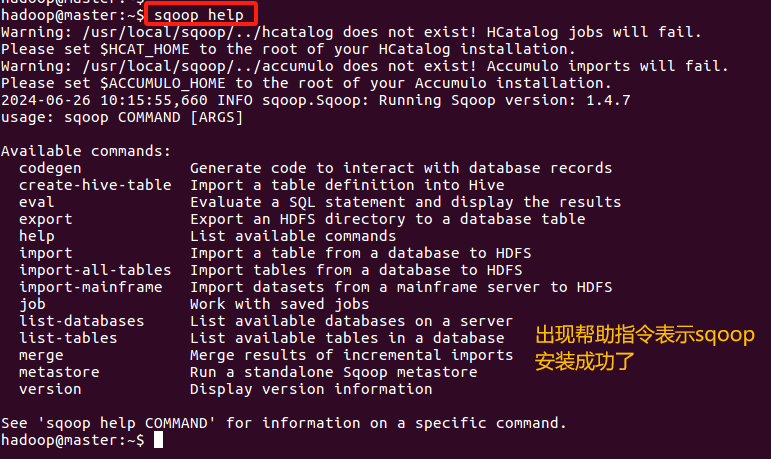 hadoop@master:~$
hadoop@master:~$ sqoop help
Warning: /usr/local/sqoop/../hcatalog does not exist! HCatalog jobs will fail.
Please set $HCAT_HOME to the root of your HCatalog installation.
Warning: /usr/local/sqoop/../accumulo does not exist! Accumulo imports will fail.
Please set $ACCUMULO_HOME to the root of your Accumulo installation.
2024-06-26 10:15:55,660 INFO sqoop.Sqoop: Running Sqoop version: 1.4.7
usage: sqoop COMMAND [ARGS]
Available commands:
codegen Generate code to interact with database records
create-hive-table Import a table definition into Hive
eval Evaluate a SQL statement and display the results
export Export an HDFS directory to a database table
help List available commands
import Import a table from a database to HDFS
import-all-tables Import tables from a database to HDFS
import-mainframe Import datasets from a mainframe server to HDFS
job Work with saved jobs
list-databases List available databases on a server
list-tables List available tables in a database
merge Merge results of incremental imports
metastore Run a standalone Sqoop metastore
version Display version information
出现帮助指令表示sqoop
安装成功了
See 'sqoop help COMMAND' for information on a specific command.
hadoop@master:~$